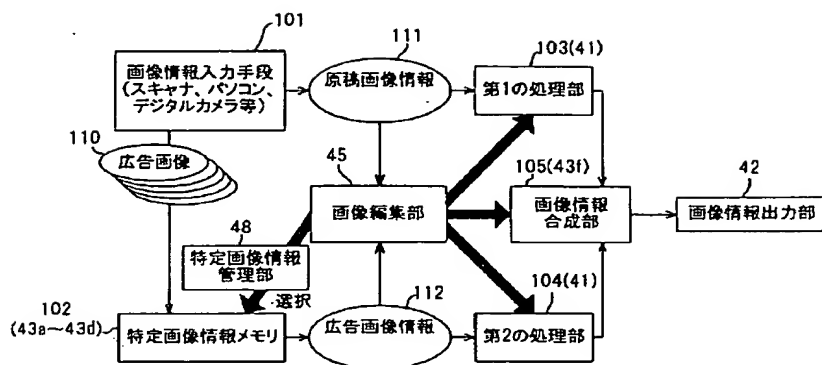 101
画像情報入力手段
(スキャナ、パソコン、
デジタルカメラ等)
111
原稿画像情報
103(41)
第1の処理部
110
広告画像
45
画像編集部
105(43f)
画像情報
合成部
42
画像情報出力部
48
特定画像情報
管理部
選択
102
(43a~43d)
特定画像情報メモリ
112
広告画像情報
104(41)
第2の処理部